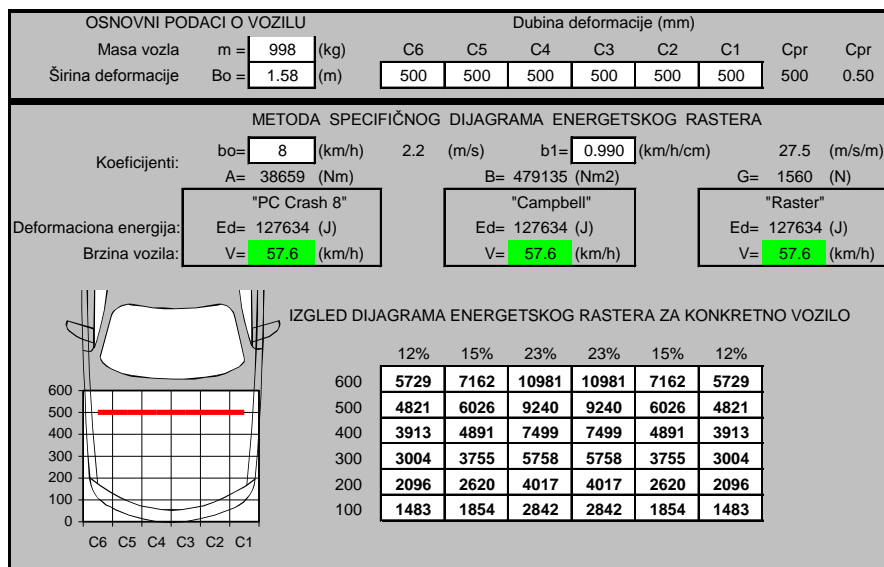 OSNOVNI PODACI O VOZILU Dubina deformacije (mm)
Masa vozla m = 998 (kg) C6 C5 C4 C3 C2 C1 Cpr Cpr
Širina deformacije Bo = 1.58 (m) 500 500 500 500 500 500 500 0.50
METODA SPECIFIČNOG DIJAGRAMA ENERGETSKOG RASTERA
Koeficijenti: bo= 8 (km/h) 2.2 (m/s) b1= 0.990 (km/h/cm) 27.5 (m/s/m)
A= 38659 (Nm) B= 479135 (Nm2) G= 1560 (N)
"PC Crash 8" "Campbell" "Raster"
Deformaciona energija: Ed= 127634 (J) Ed= 127634 (J) Ed= 127634 (J)
Brzina vozila: V= 57.6 (km/h) V= 57.6 (km/h) V= 57.6 (km/h)
IZGLED DIJAGRAMA ENERGETSKOG RASTERA ZA KONKRETNO VOZILO
12% 15% 23% 23% 15% 12%
600 5729 7162 10981 10981 7162 5729
500 4821 6026 9240 9240 6026 4821
400 3913 4891 7499 7499 4891 3913
300 3004 3755 5758 5758 3755 3004
200 2096 2620 4017 4017 2620 2096
100 1483 1854 2842 2842 1854 1483
600
500
400
300
200
100
0
C6 C5 C4 C3 C2 C1